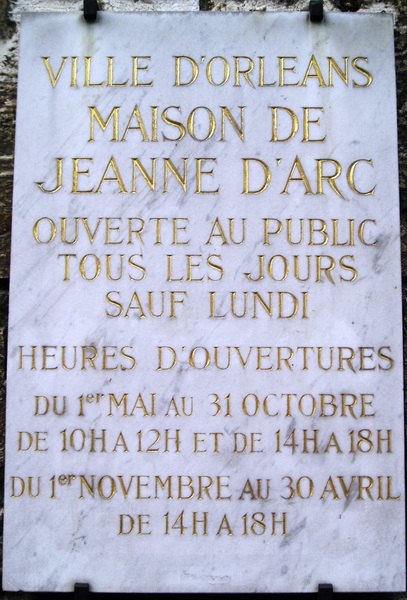 VILLE D'ORLEANS
MAISON DE
JEANNE D'ARC
OUVERTE AU PUBLIC
TOUS LES JOURS
SAUF LUNDI
HEURES D'OUVERTURES
DU 1er MAI AU 31 OCTOBRE
DE 10H A 12H ET DE 14H A 18H
DU 1er NOVEMBRE AU 30 AVRIL
DE 14H A 18H